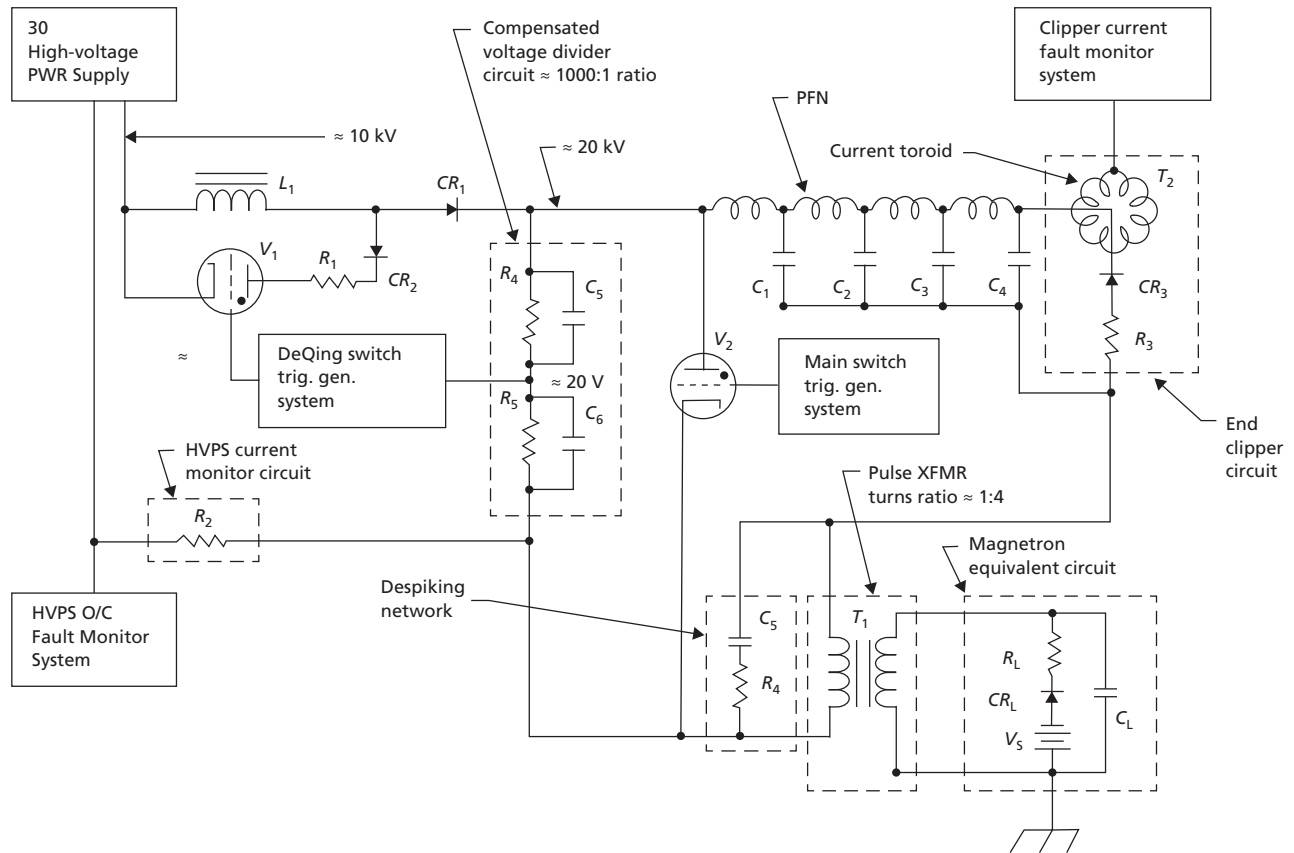 30
High-voltage
PWR Supply
Compensated
voltage divider
circuit ≈ 1000:1 ratio
Clipper current
fault monitor
system
PFN
≈ 10 kV
≈ 20 kV
Current toroid
T2
L1
CR1
V1
R1
CR2
R4
C5
C1
C2
C3
C4
CR3
R3
≈
DeQing switch
trig. gen.
system
≈ 20 V
R5
C6
V2
Main switch
trig. gen.
system
End
clipper
circuit
HVPS current
monitor circuit
R2
Pulse XFMR
turns ratio ≈ 1:4
Magnetron
equivalent circuit
Despiking
network
HVPS O/C
Fault Monitor
System
C5
R4
T1
RL
CRL
VS
CL